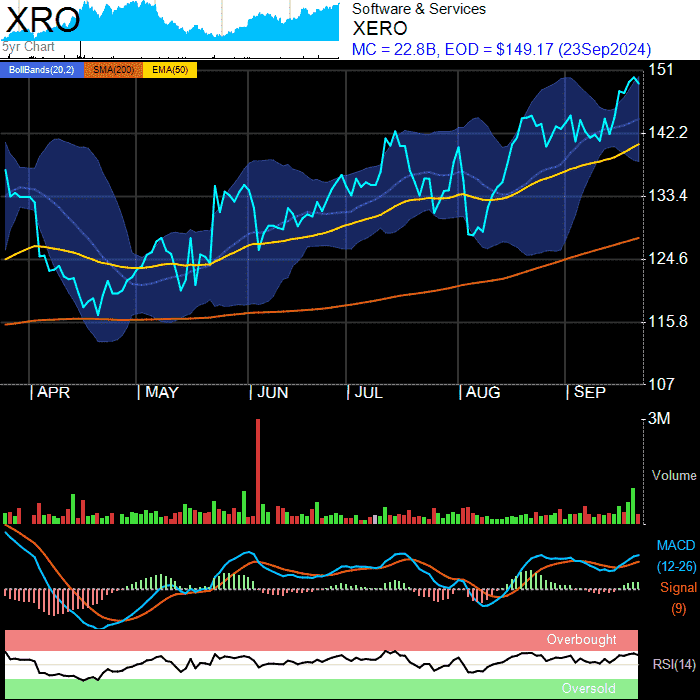 XRO
5yr Chart
Software & Services
XERO
MC = 22.8B, EOD = $149.17 (23Sep2024)
BollBands(20,2) SMA(200) EMA(50)
151
142.2
133.4
124.6
115.8
107
APR MAY JUN JUL AUG SEP
3M
Volume
MACD
(12-26)
Signal
(9)
Overbought
RSI(14)
Oversold